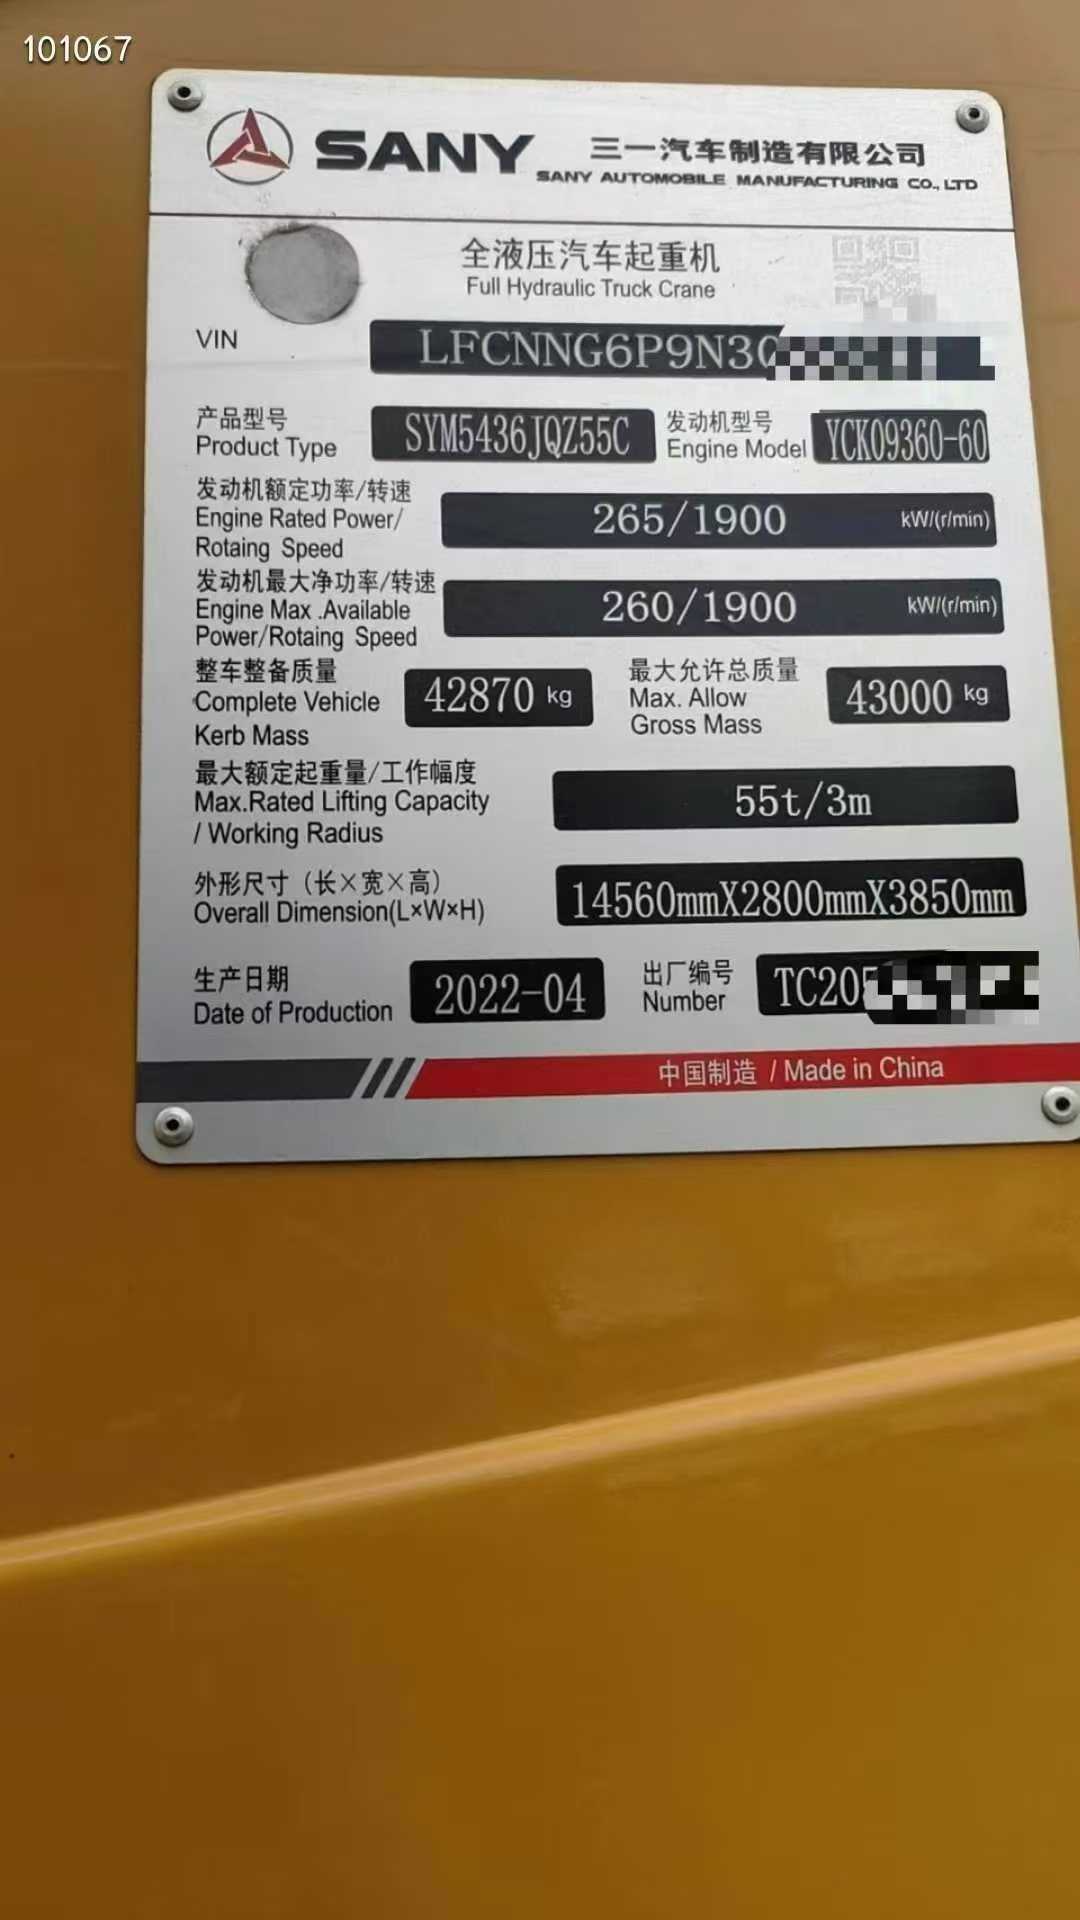 101067
SANY 三一汽车制造有限公司
SANY AUTOMOBILE MANUFACTURING CO., LTD
全液压汽车起重机
Full Hydraulic Truck Crane
VIN LFCNNG6P9N3
产品型号 发动机型号
Product Type SYM5436JQZ55C Engine Model YCK09360-60
发动机额定功率/转速
Engine Rated Power/ 265/1900 kW/(r/min)
Rotaing Speed
发动机最大净功率/转速
Engine Max .Available 260/1900 kW/(r/min)
Power/Rotaing Speed
整车整备质量 最大允许总质量
Complete Vehicle 42870 kg Max. Allow 43000 kg
Kerb Mass Gross Mass
最大额定起重量/工作幅度
Max.Rated Lifting Capacity 55t/3m
/ Working Radius
外形尺寸（长×宽×高）
Overall Dimension(L×W×H) 14560mmX2800mmX3850mm
生产日期 出厂编号
Date of Production 2022-04 Number TC205
中国制造 / Made in China